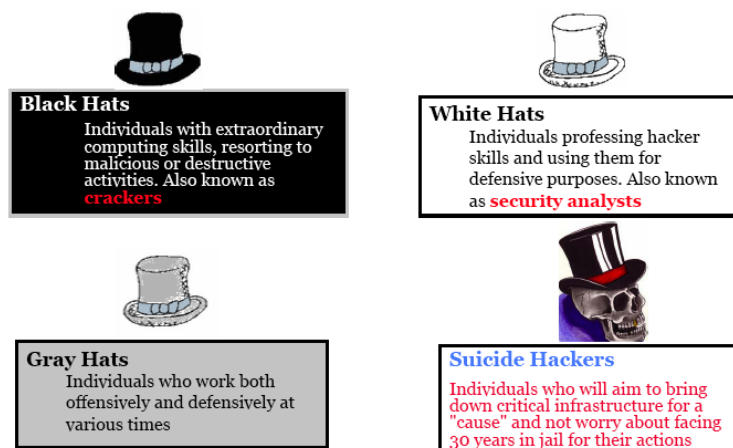 Black Hats
Individuals with extraordinary
computing skills, resorting to
malicious or destructive
activities. Also known as
crackers
White Hats
Individuals professing hacker
skills and using them for
defensive purposes. Also known
as security analysts
Gray Hats
Individuals who work both
offensively and defensively at
various times
Suicide Hackers
Individuals who will aim to bring
down critical infrastructure for a
"cause" and not worry about facing
30 years in jail for their actions